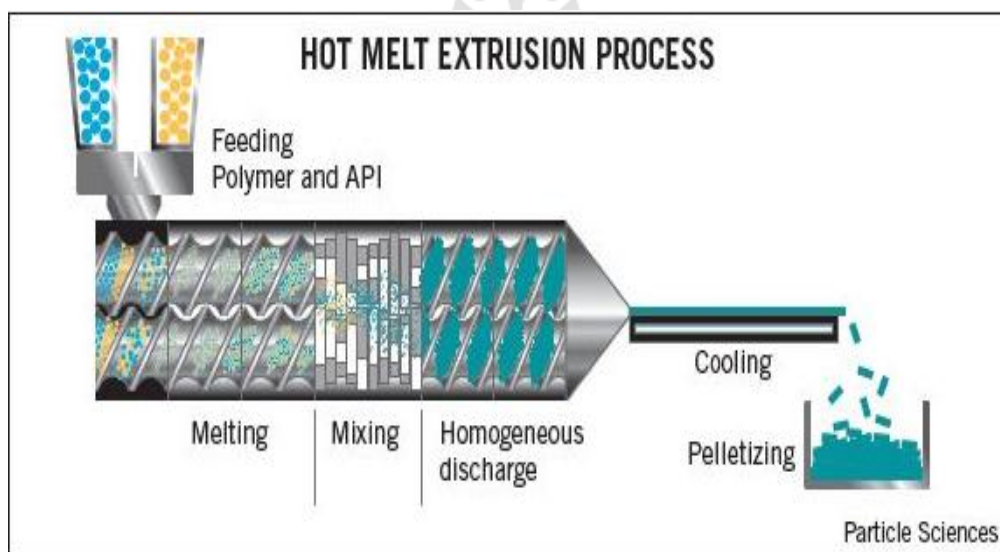 HOT MELT EXTRUSION PROCESS
Feeding
Polymer and API
Melting
Mixing
Homogeneous
discharge
Cooling
Pelletizing
Particle Sciences